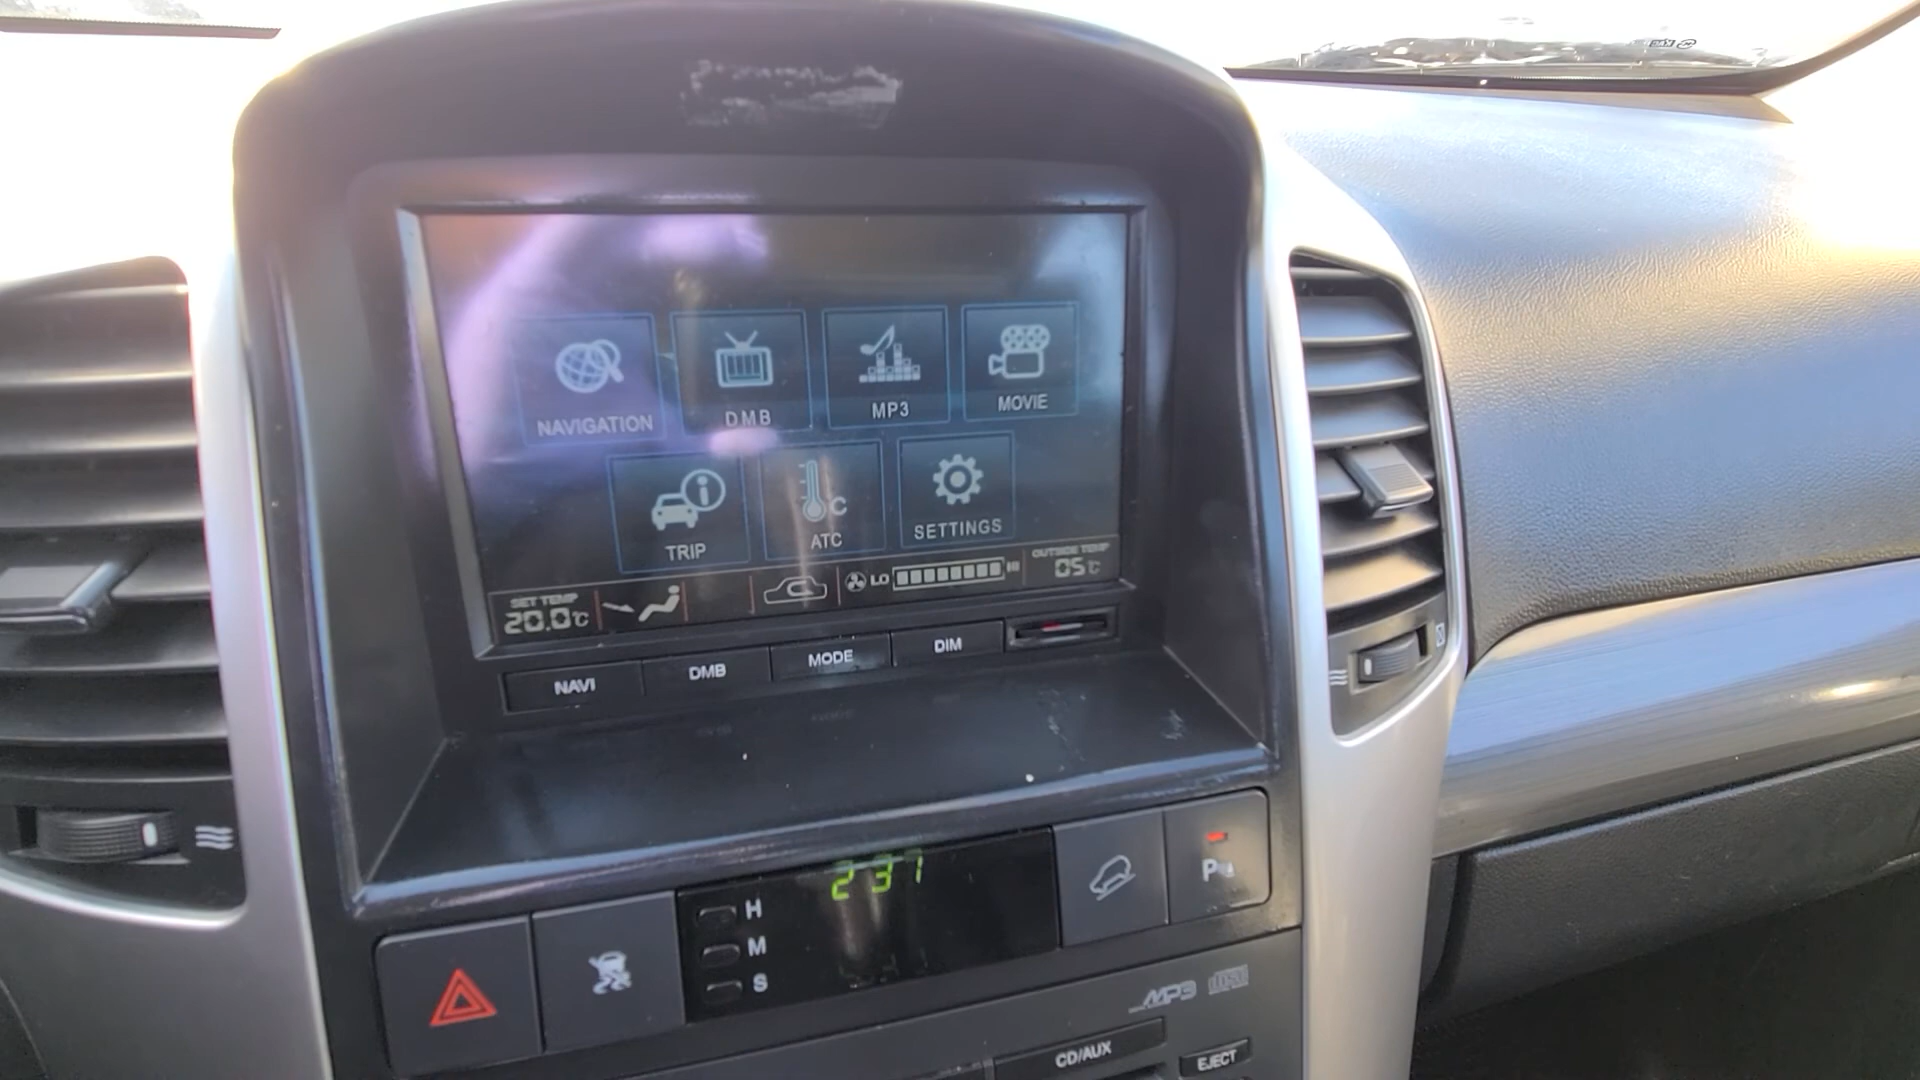 NAVIGATION
DMB
MP3
MOVIE
TRIP
C
ATC
SETTINGS
SET TEMP
20.0°C
LO
HI
OUTSIDE TEMP
05°C
NAVI
DMB
MODE
DIM
2 37
H
M
S
P
MP3
CD/AUX
EJECT